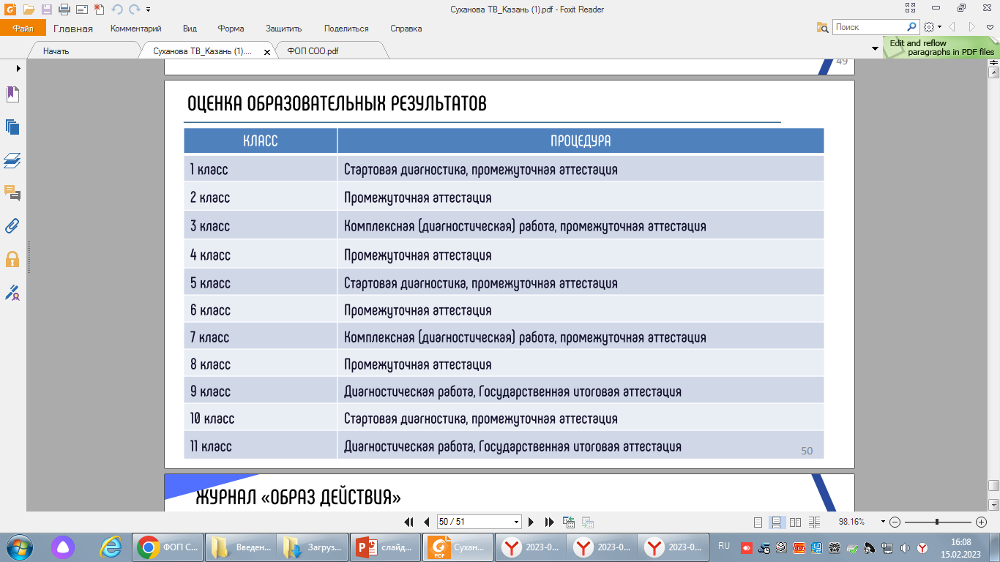 Суханова ТВ_Казань (1).pdf - Foxit Reader
Файл Главная Комментарий Вид Форма Защитить Поделиться Справка Поиск
Начать Суханова ТВ_Казань (1).... ФОП СОО.pdf
Edit and reflow
paragraphs in PDF files
49
ОЦЕНКА ОБРАЗОВАТЕЛЬНЫХ РЕЗУЛЬТАТОВ
КЛАСС ПРОЦЕДУРА
1 класс Стартовая диагностика, промежуточная аттестация
2 класс Промежуточная аттестация
3 класс Комплексная (диагностическая) работа, промежуточная аттестация
4 класс Промежуточная аттестация
5 класс Стартовая диагностика, промежуточная аттестация
6 класс Промежуточная аттестация
7 класс Комплексная (диагностическая) работа, промежуточная аттестация
8 класс Промежуточная аттестация
9 класс Диагностическая работа, Государственная итоговая аттестация
10 класс Стартовая диагностика, промежуточная аттестация
11 класс Диагностическая работа, Государственная итоговая аттестация
50
ЖУРНАЛ «ОБРАЗ ДЕЙСТВИЯ»
50 / 51 98.16%
ФОП С... Введен... Загруз... слайд... Сухан... 2023-0... 2023-0... 2023-0... RU 16:08
15.02.2023